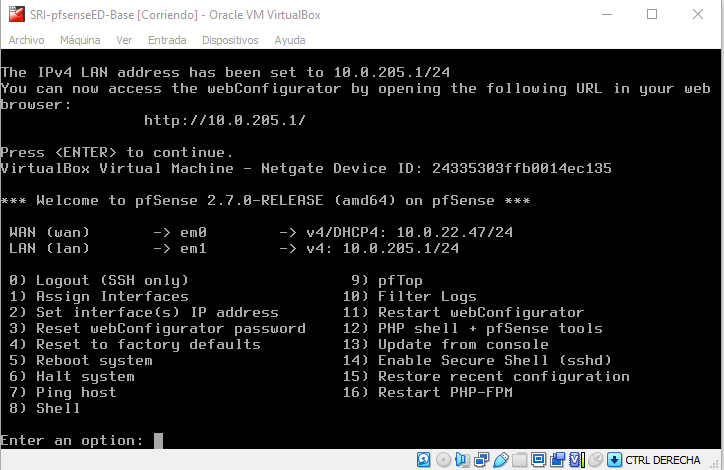 SRI-pfsenseED-Base [Corriendo] - Oracle VM VirtualBox
Archivo Máquina Ver Entrada Dispositivos Ayuda
The IPv4 LAN address has been set to 10.0.205.1/24
You can now access the webConfigurator by opening the following URL in your web
browser:
http://10.0.205.1/
Press <ENTER> to continue.
VirtualBox Virtual Machine - Netgate Device ID: 24335303ffb0014ec135
*** Welcome to pfSense 2.7.0-RELEASE (amd64) on pfSense ***
WAN (wan) -> em0 -> v4/DHCP4: 10.0.22.47/24
LAN (lan) -> em1 -> v4: 10.0.205.1/24
0) Logout (SSH only) 9) pfTop
1) Assign Interfaces 10) Filter Logs
2) Set interface(s) IP address 11) Restart webConfigurator
3) Reset webConfigurator password 12) PHP shell + pfSense tools
4) Reset to factory defaults 13) Update from console
5) Reboot system 14) Enable Secure Shell (sshd)
6) Halt system 15) Restore recent configuration
7) Ping host 16) Restart PHP-FPM
8) Shell
Enter an option:
CTRL DERECHA